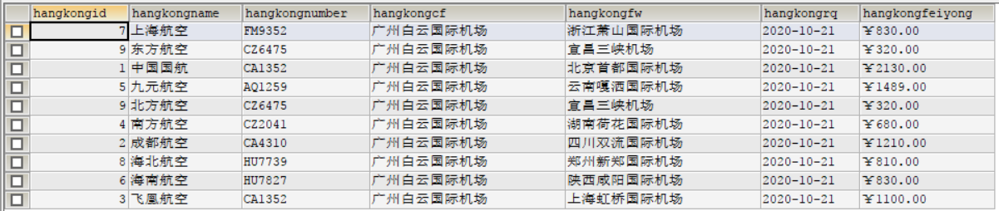 hangkongid hangkongname hangkongnumber hangkongcf hangkongfw hangkongrq hangkongfeiyong
7 上海航空 FM9352 广州白云国际机场 浙江萧山国际机场 2020-10-21 ¥830.00
9 东方航空 CZ6475 广州白云国际机场 宜昌三峡机场 2020-10-21 ¥320.00
1 中国国航 CA1352 广州白云国际机场 北京首都国际机场 2020-10-21 ¥2130.00
5 九元航空 AQ1259 广州白云国际机场 云南嘎洒国际机场 2020-10-21 ¥1489.00
9 北方航空 CZ6475 广州白云国际机场 宜昌三峡机场 2020-10-21 ¥320.00
4 南方航空 CZ2041 广州白云国际机场 湖南荷花国际机场 2020-10-21 ¥680.00
2 成都航空 CA4310 广州白云国际机场 四川双流国际机场 2020-10-21 ¥1210.00
8 海北航空 HU7739 广州白云国际机场 郑州新郑国际机场 2020-10-21 ¥810.00
6 海南航空 HU7827 广州白云国际机场 陕西咸阳国际机场 2020-10-21 ¥830.00
3 飞凰航空 CA1352 广州白云国际机场 上海虹桥国际机场 2020-10-21 ¥1100.00